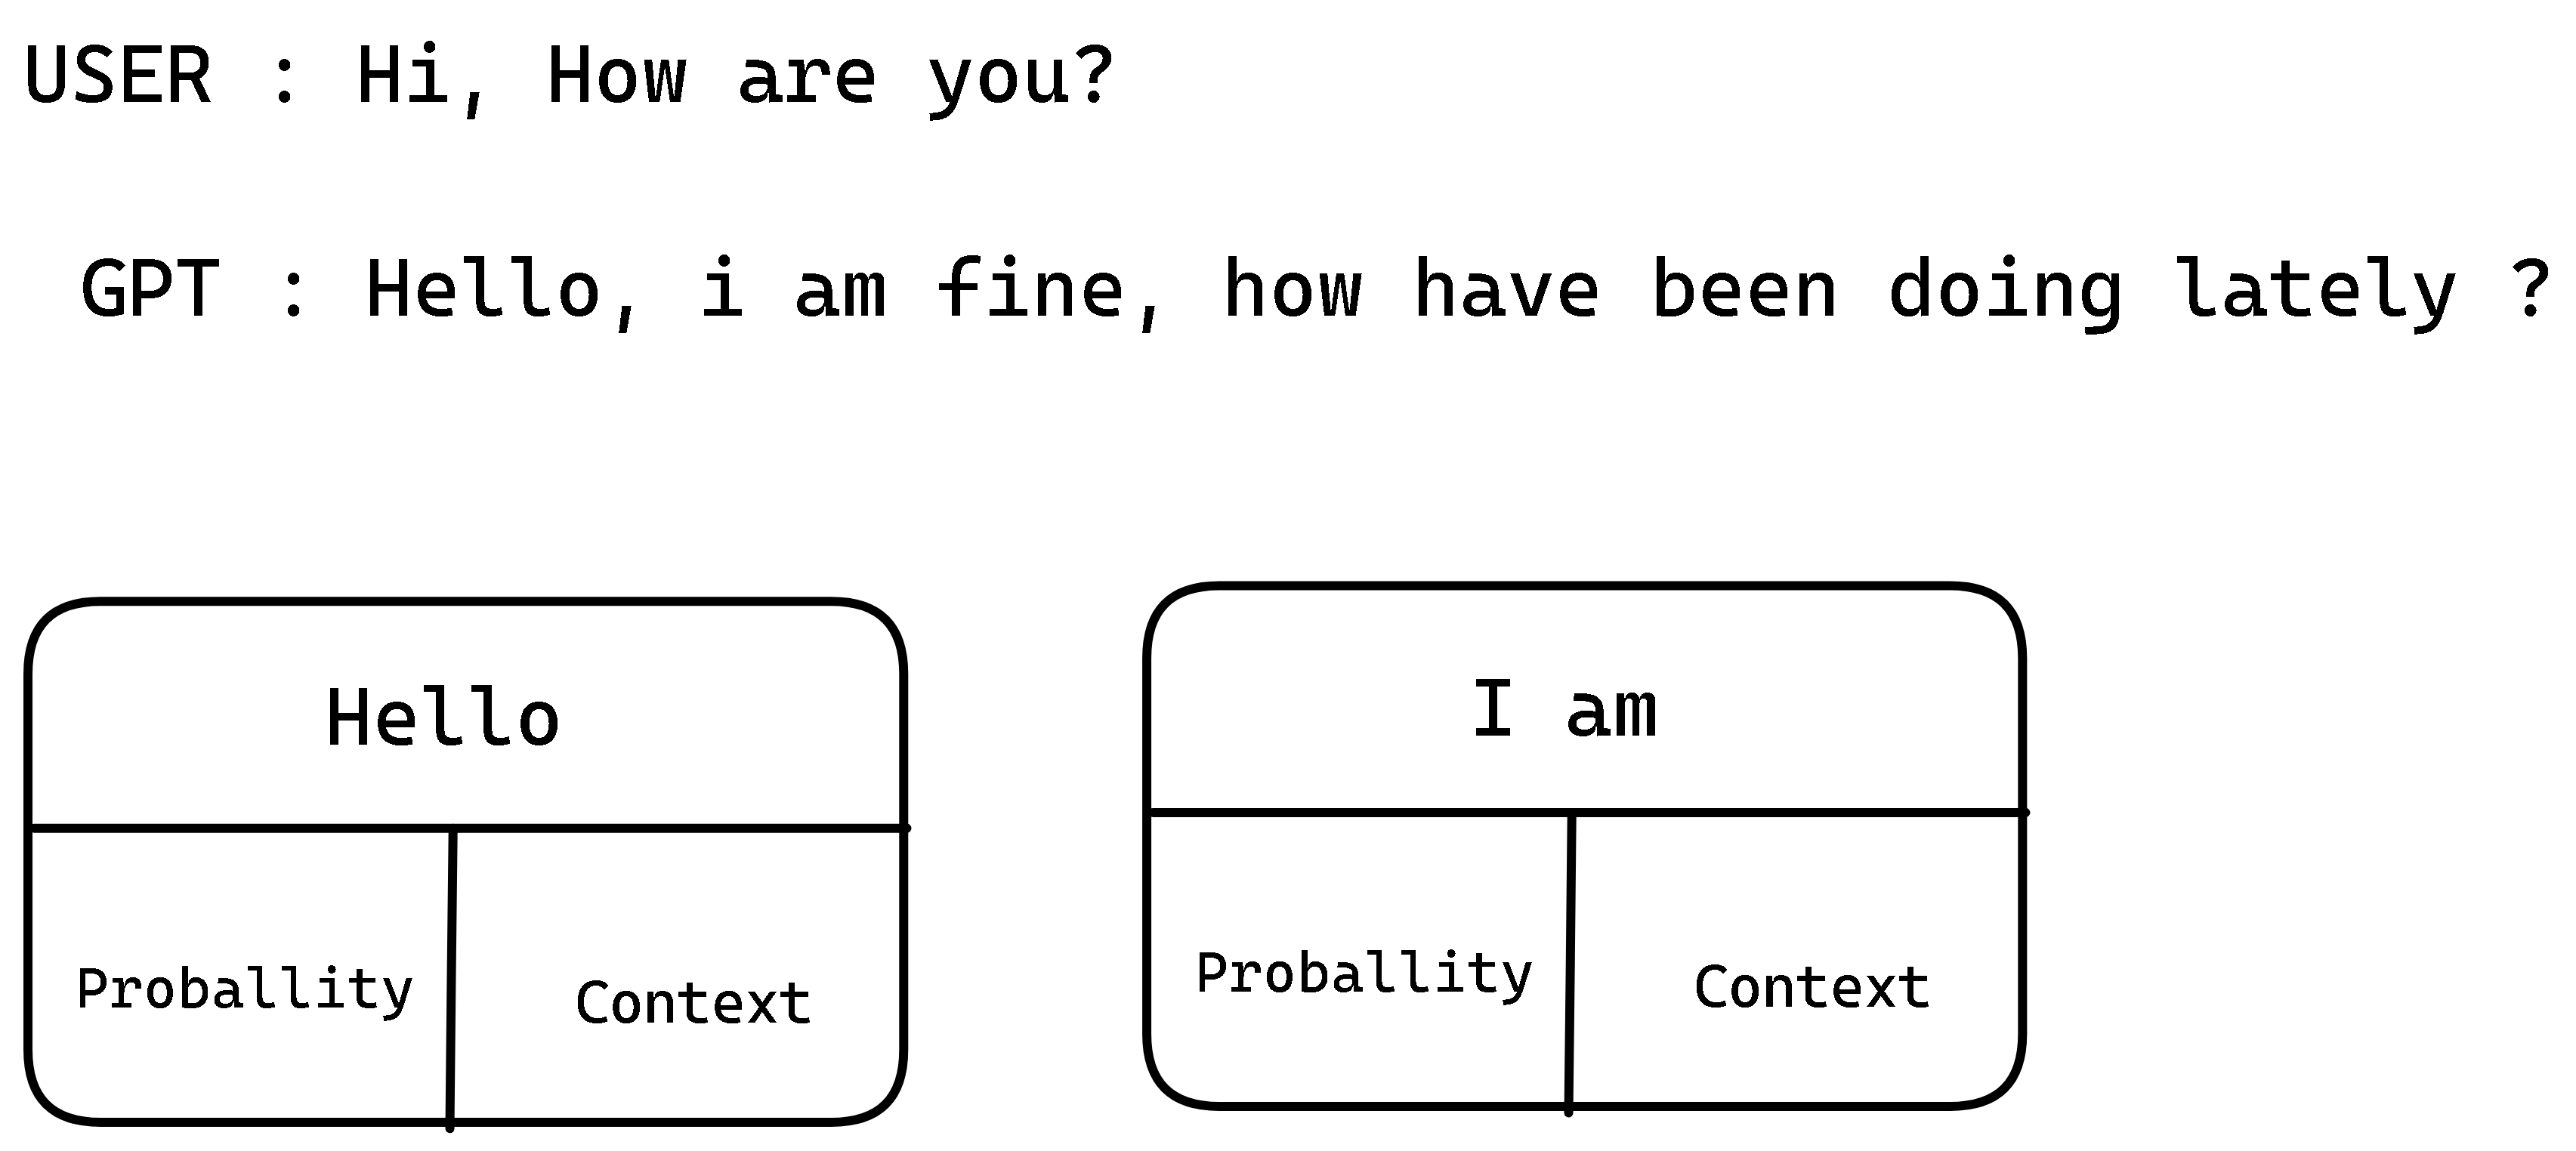 USER : Hi, How are you?
GPT : Hello, i am fine, how have been doing lately ?
Hello
Proballity
Context
I am
Proballity
Context